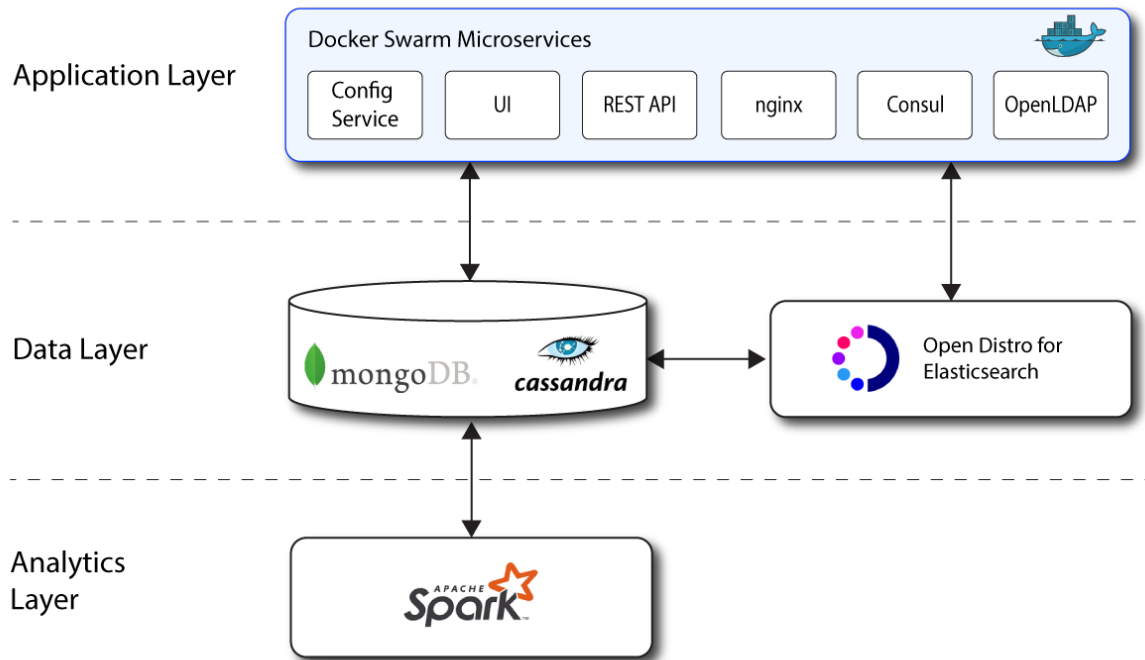 Docker Swarm Microservices
Application Layer
Config
Service
UI
REST API
nginx
Consul
OpenLDAP
Data Layer
mongoDB®
cassandra
Open Distro for
Elasticsearch
Analytics
Layer
APACHE
Spark™